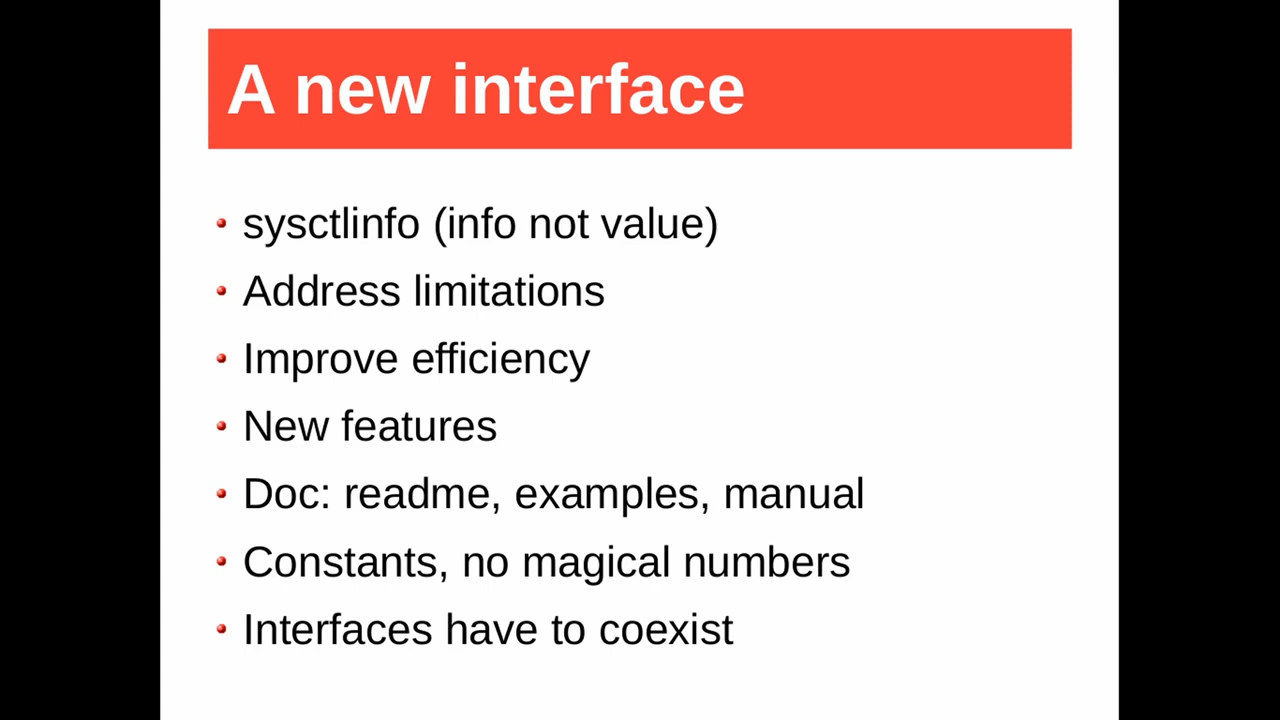 A new interface
sysctlinfo (info not value)
Address limitations
Improve efficiency
New features
Doc: readme, examples, manual
Constants, no magical numbers
Interfaces have to coexist